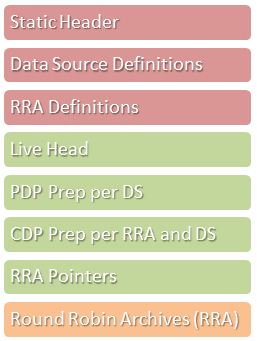 Static Header
Data Source Definitions
RRA Definitions
Live Head
PDP Prep per DS
CDP Prep per RRA and DS
RRA Pointers
Round Robin Archives (RRA)